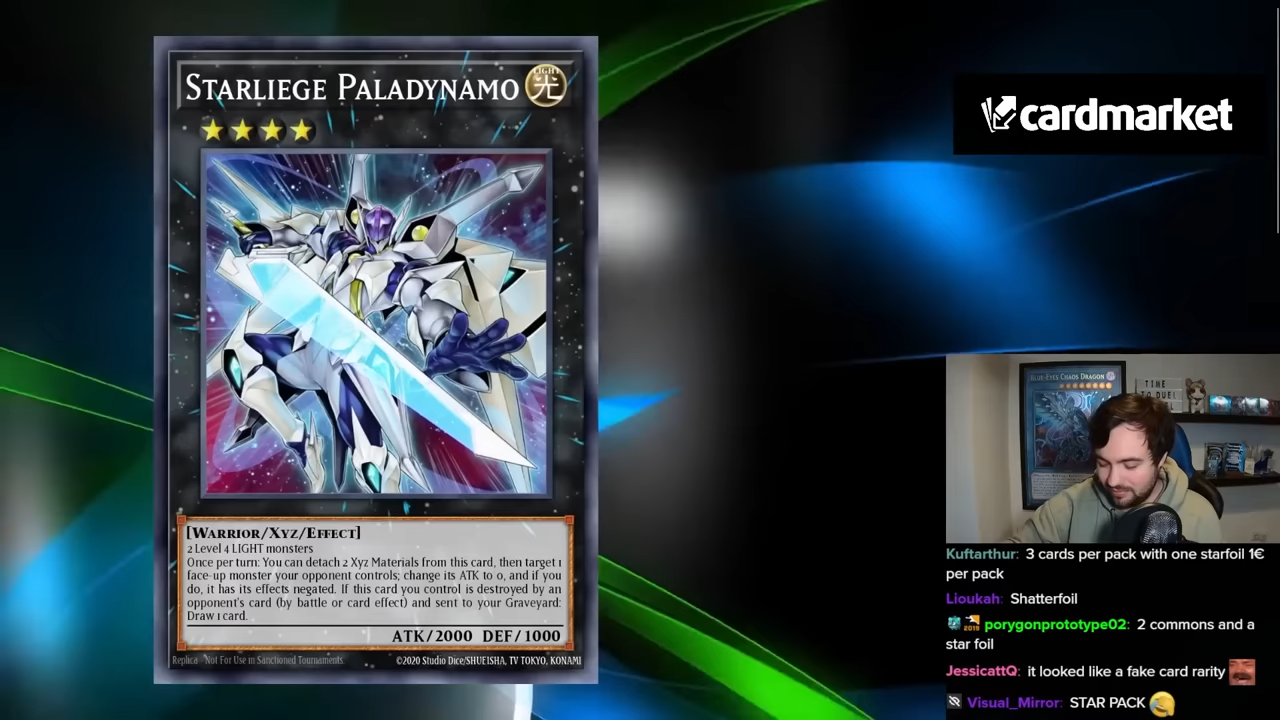 STARLIEGE PALADYNAMO
LIGHT
光
[WARRIOR/XYZ/EFFECT]
2 Level 4 LIGHT monsters
Once per turn: You can detach 2 Xyz Materials from this card, then target 1
face-up monster your opponent controls; change its ATK to 0, and if you
do, it has its effects negated. If this card you control is destroyed by an
opponent's card (by battle or card effect) and sent to your Graveyard:
Draw 1 card.
ATK/2000 DEF/1000
Replica Not For Use in Sanctioned Tournaments.
©2020 Studio Dice/SHUEISHA, TV TOKYO, KONAMI
cardmarket
BLUE-EYES CHAOS DRAGON
TIME
Kuftarthur: 3 cards per pack with one starfoil 1€
per pack
Lioukah: Shatterfoil
porygonprototype02: 2 commons and a
star foil
JessicattQ: it looked like a fake card rarity
Visual_Mirror: STAR PACK